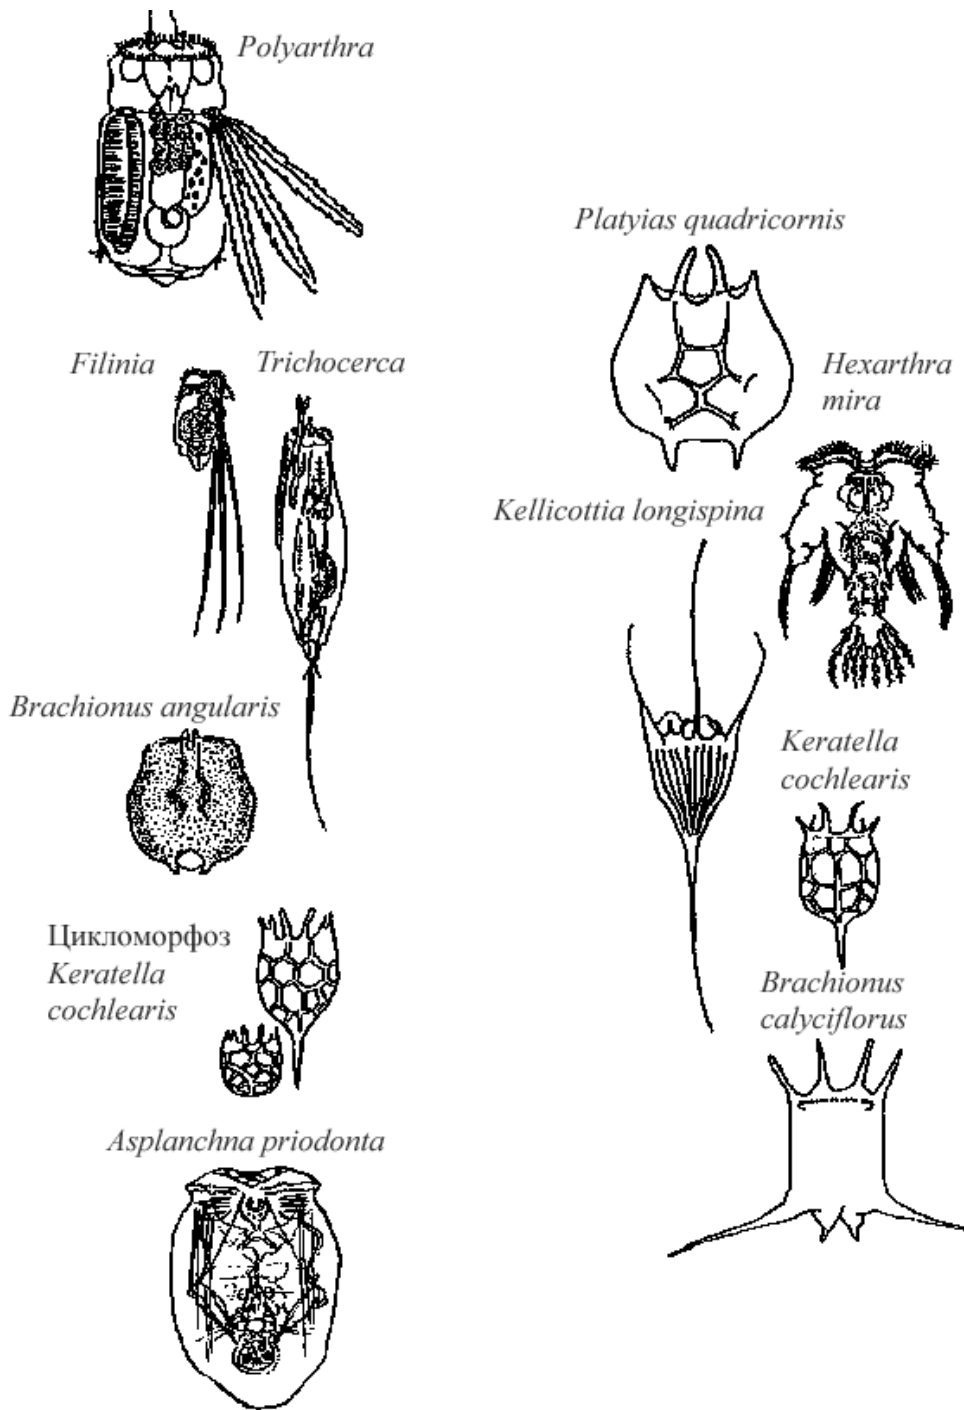 Polyarthra
Platyias quadricornis
Filinia
Trichocerca
Hexarthra
mira
Kellicottia longispina
Brachionus angularis
Keratella
cochlearis
Цикломорфоз
Keratella
cochlearis
Brachionus
calyciflorus
Asplanchna priodonta